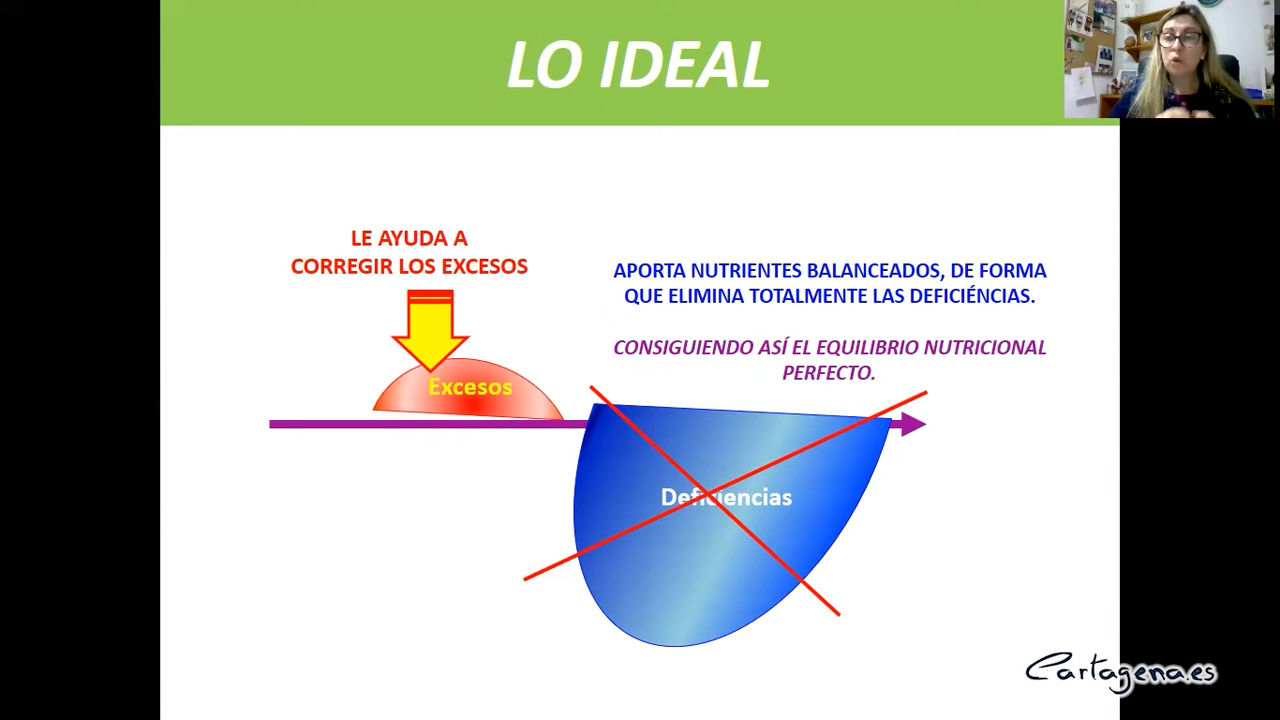 LO IDEAL
LE AYUDA A
CORREGIR LOS EXCESOS
APORTA NUTRIENTES BALANCEADOS, DE FORMA
QUE ELIMINA TOTALMENTE LAS DEFICIÉNCIAS.
CONSIGUIENDO ASÍ EL EQUILIBRIO NUTRICIONAL
PERFECTO.
Excesos
Deficiencias
Cartagena.es